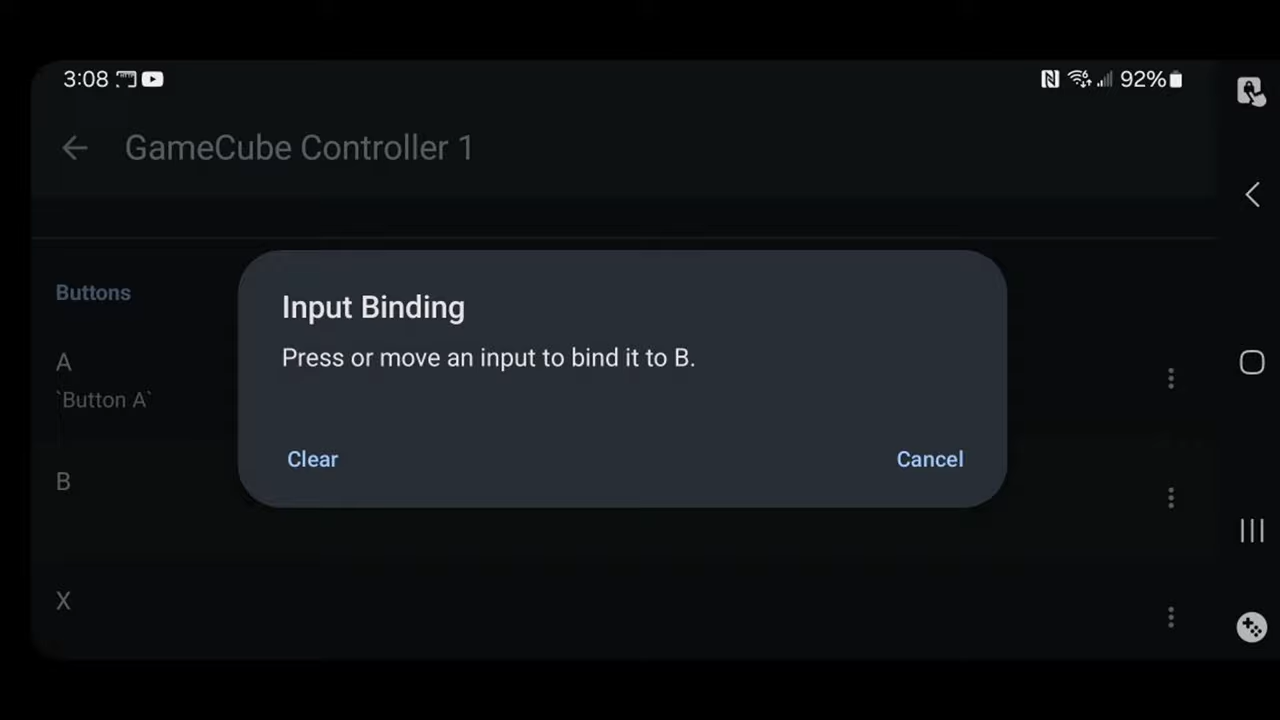 3:08
92%
GameCube Controller 1
Buttons
Input Binding
Press or move an input to bind it to B.
A
`Button A`
Clear
Cancel
B
X